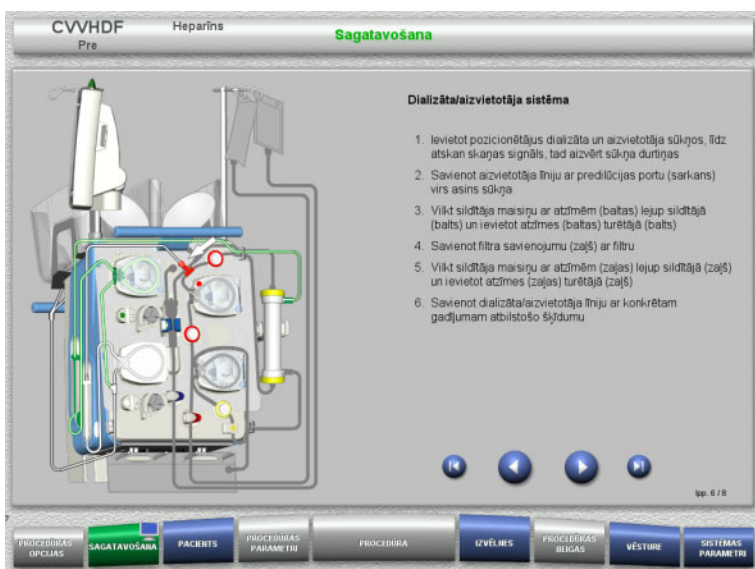 CVVHDF
Heparīns
Sagatavošana
Pre
Dializāta/aizvietotāja sistēma
1. Ievietot pozicionētājus dializāta un aizvietotāja sūkņos, līdz
atskan skaņas signāls, tad aizvērt sūkņa durtiņas
2. Savienot aizvietotāja līniju ar predilūcijas portu (sarkans)
virs asins sūkņa
3. Vilkt sildītāja maisiņu ar atzīmēm (baltas) lejup sildītājā
(balts) un ievietot atzīmes (baltas) turētājā (balts)
4. Savienot filtra savienojumu (zaļš) ar filtru
5. Vilkt sildītāja maisiņu ar atzīmēm (zaļas) lejup sildītājā (zaļš)
un ievietot atzīmes (zaļas) turētājā (zaļš)
6. Savienot dializāta/aizvietotāja līniju ar konkrētam
gadījumam atbilstošo šķīdumu
lpp. 6 / 8
7
PROCEDŪRAS
OPCIJAS
SAGATAVOŠANA
PACIENTS
PROCEDŪRAS
PARAMETRI
PROCEDŪRA
IZVĒLNES
PROCEDŪRAS
BEIGAS
VĒSTURE
SISTĒMAS
PARAMETRI